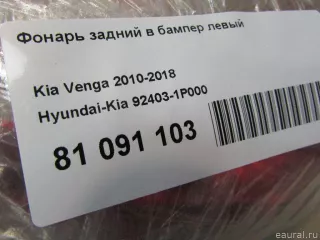 Фонарь задний в бампер левый
Kia Venga 2010-2018
Hyundai-Kia 92403-1P000
81 091 103
eaural.ru